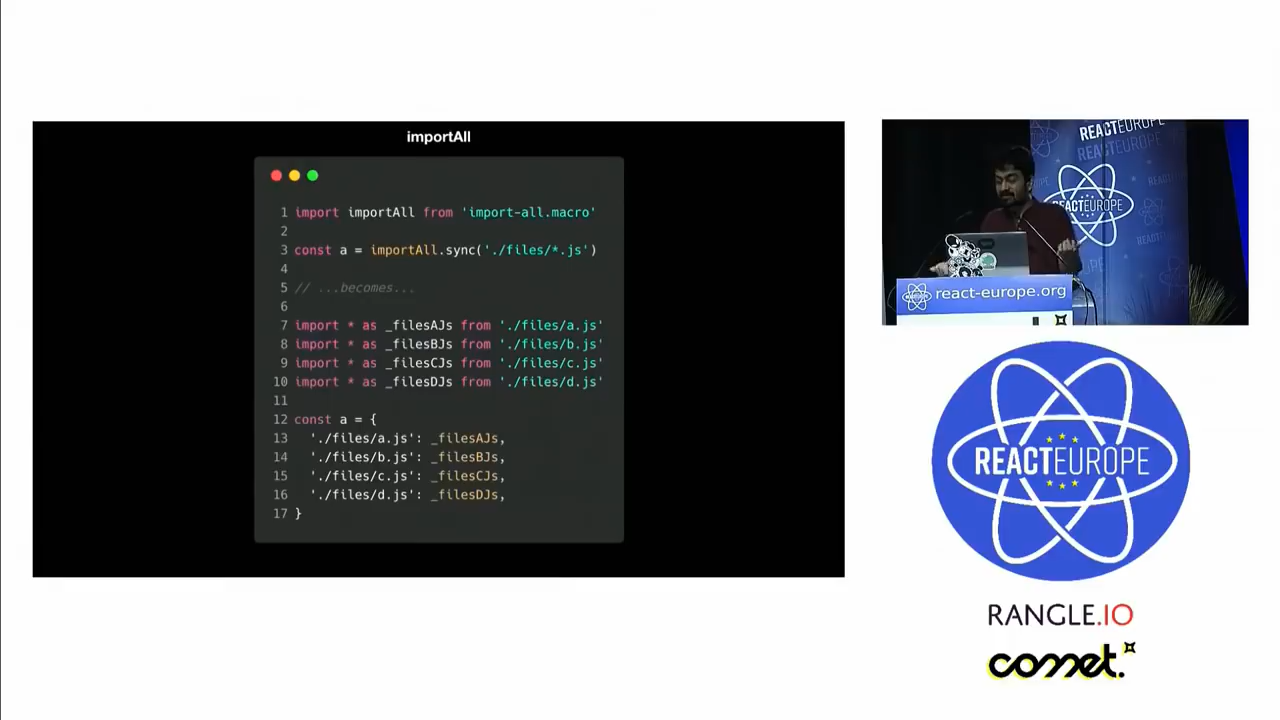 importAll
1 import importAll from 'import-all.macro'
2
3 const a = importAll.sync('./files/*.js')
4
5 // ...becomes...
6
7 import * as _filesAJs from './files/a.js'
8 import * as _filesBJs from './files/b.js'
9 import * as _filesCJs from './files/c.js'
10 import * as _filesDJs from './files/d.js'
11
12 const a = {
13 './files/a.js': _filesAJs,
14 './files/b.js': _filesBJs,
15 './files/c.js': _filesCJs,
16 './files/d.js': _filesDJs,
17 }
REACTEUROPE
REACTEUROPE
REACTEUROPE
react-europe.org
REACTEUROPE
RANGLE.IO
comet.